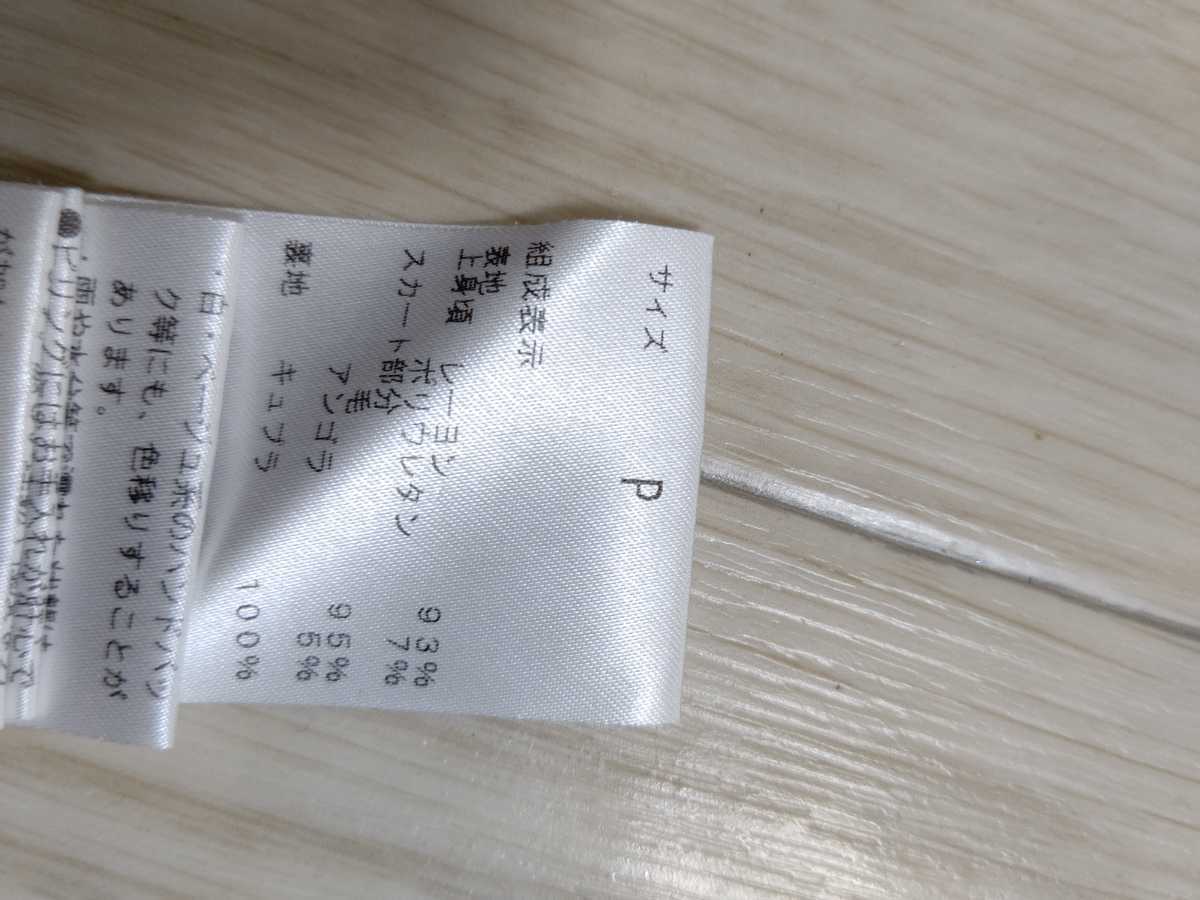 サイズ P
組成表示
表地
上身頃 レーヨン 93%
ポリウレタン 7%
スカート部分 毛 95%
アンゴラ 5%
裏地 キュプラ 100%
白・ベージュ系のハンドバッ
ク等にも、色移りすることが
あります。